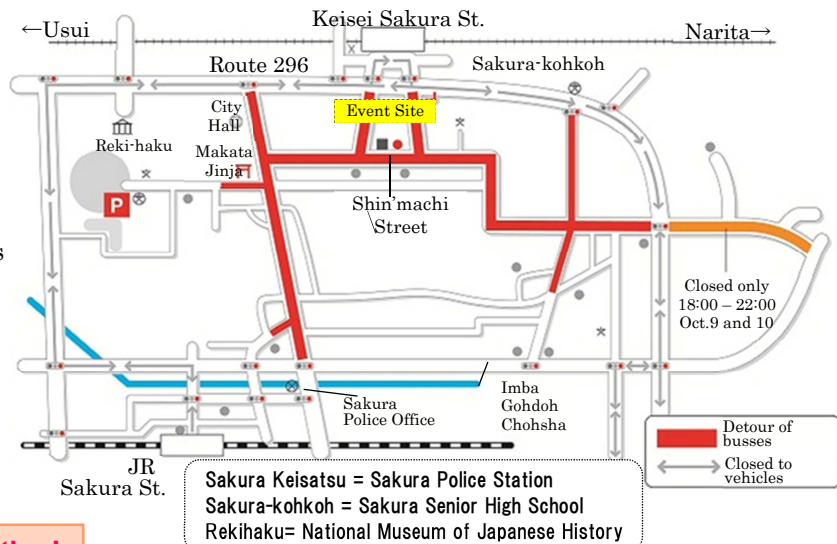 Keisei Sakura St.
←Usui
Narita→
Route 296
Sakura-kohkoh
City
Hall
Event Site
Reki-haku
Makata
Jinja
P
Shin'machi
Street
s
Closed only
18:00 – 22:00
Oct.9 and 10
Imba
Gohdoh
Chohsha
Sakura
Police Office
Detour of
busses
Closed to
vehicles
JR
Sakura St.
Sakura Keisatsu = Sakura Police Station
Sakura-kohkoh = Sakura Senior High School
Rekihaku= National Museum of Japanese History